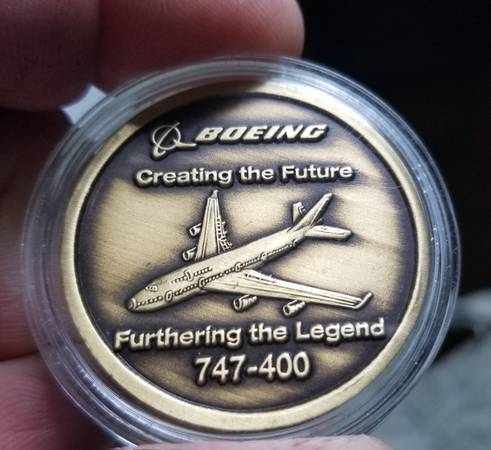 BOEING
Creating the Future
Furthering the Legend
747-400